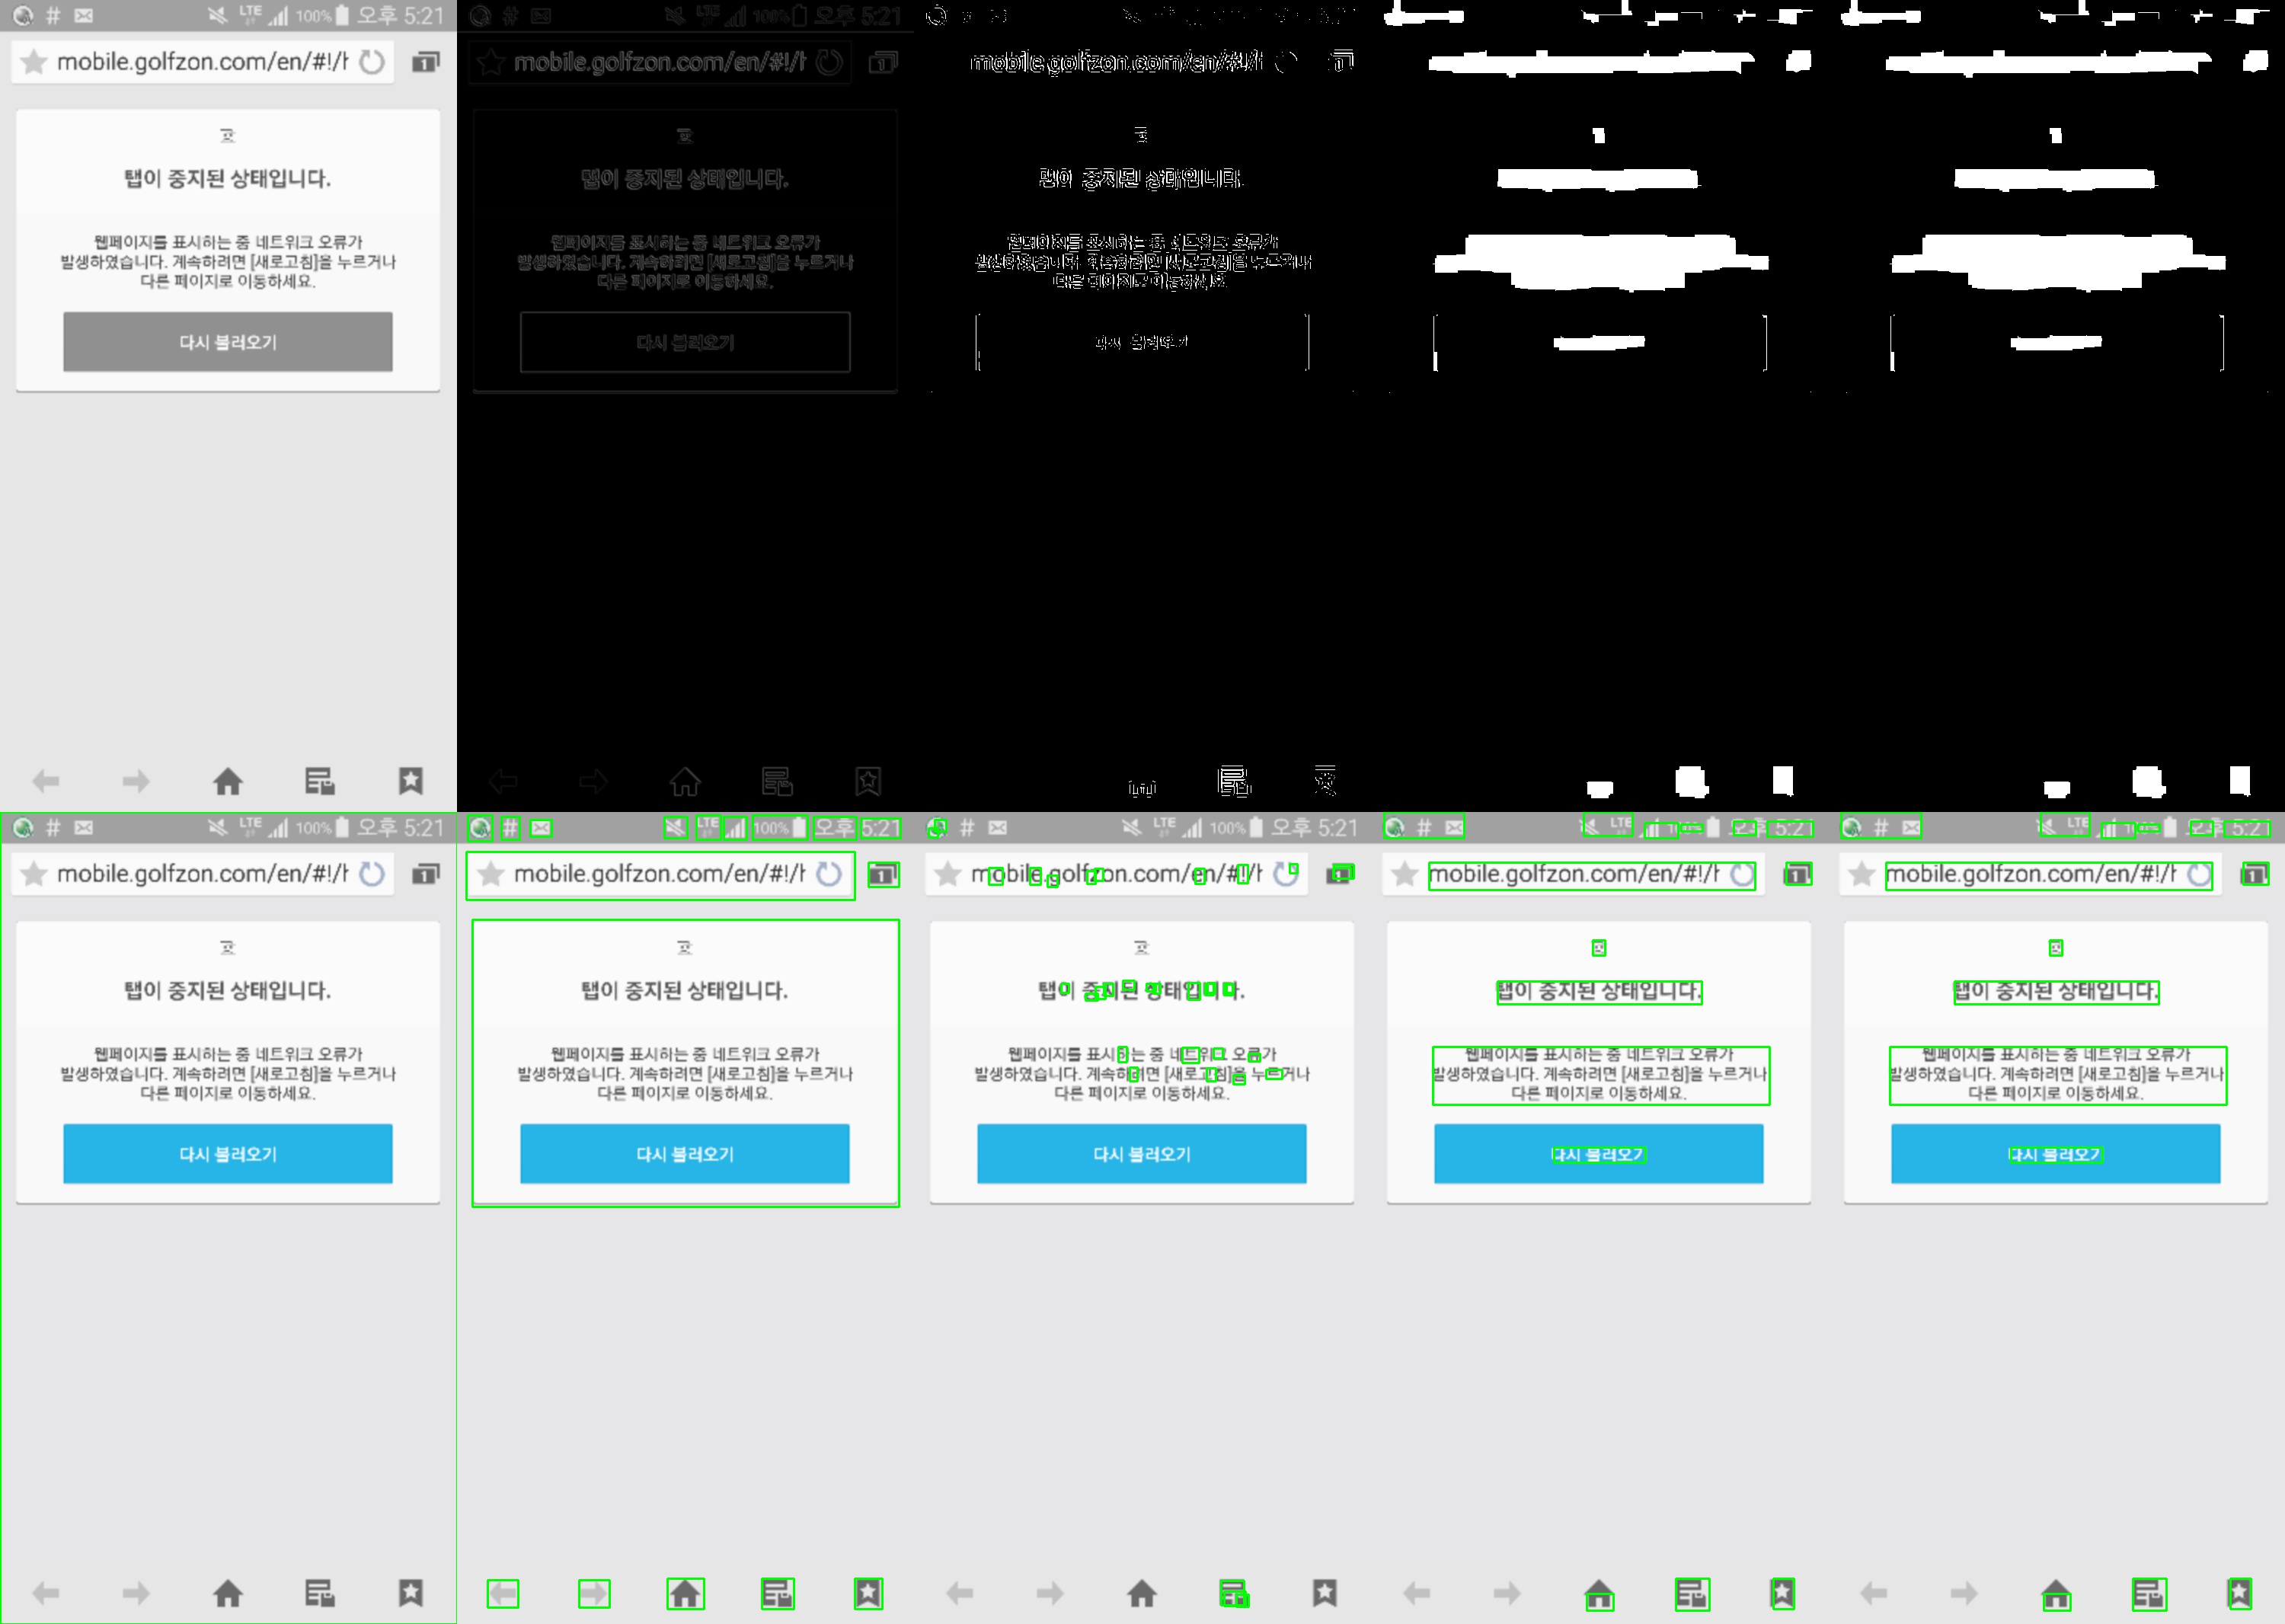 LTE 100% 오후 5:21
mobile.golfzon.com/en/#!/h
1
탭이 중지된 상태입니다.
웹페이지를 표시하는 중 네트워크 오류가
발생하였습니다. 계속하려면 [새로고침]을 누르거나
다른 페이지로 이동하세요.
다시 불러오기
LTE 100% 오후 5:21
mobile.golfzon.com/en/#!/h
1
탭이 중지된 상태입니다.
웹페이지를 표시하는 중 네트워크 오류가
발생하였습니다. 계속하려면 [새로고침]을 누르거나
다른 페이지로 이동하세요.
다시 불러오기
mobile.golfzon.com/en/#!/h
탭이 중지된 상태입니다.
웹페이지를 표시하는 중 네트워크 오류가
발생하였습니다. 계속하려면 [새로고침]을 누르거나
다른 페이지로 이동하세요.
다시 불러오기
LTE 100% 오후 5:21
mobile.golfzon.com/en/#!/h
1
탭이 중지된 상태입니다.
웹페이지를 표시하는 중 네트워크 오류가
발생하였습니다. 계속하려면 [새로고침]을 누르거나
다른 페이지로 이동하세요.
다시 불러오기
LTE 100% 오후 5:21
mobile.golfzon.com/en/#!/h
1
탭이 중지된 상태입니다.
웹페이지를 표시하는 중 네트워크 오류가
발생하였습니다. 계속하려면 [새로고침]을 누르거나
다른 페이지로 이동하세요.
다시 불러오기
LTE 100% 오후 5:21
mobile.golfzon.com/en/#!/h
1
탭이 중지된 상태입니다.
웹페이지를 표시하는 중 네트워크 오류가
발생하였습니다. 계속하려면 [새로고침]을 누르거나
다른 페이지로 이동하세요.
다시 불러오기
LTE 오후 5:21
mobile.golfzon.com/en/#!/h
1
탭이 중지된 상태입니다.
웹페이지를 표시하는 중 네트워크 오류가
발생하였습니다. 계속하려면 [새로고침]을 누르거나
다른 페이지로 이동하세요.
다시 불러오기
LTE 오후 5:21
mobile.golfzon.com/en/#!/h
1
탭이 중지된 상태입니다.
웹페이지를 표시하는 중 네트워크 오류가
발생하였습니다. 계속하려면 [새로고침]을 누르거나
다른 페이지로 이동하세요.
다시 불러오기